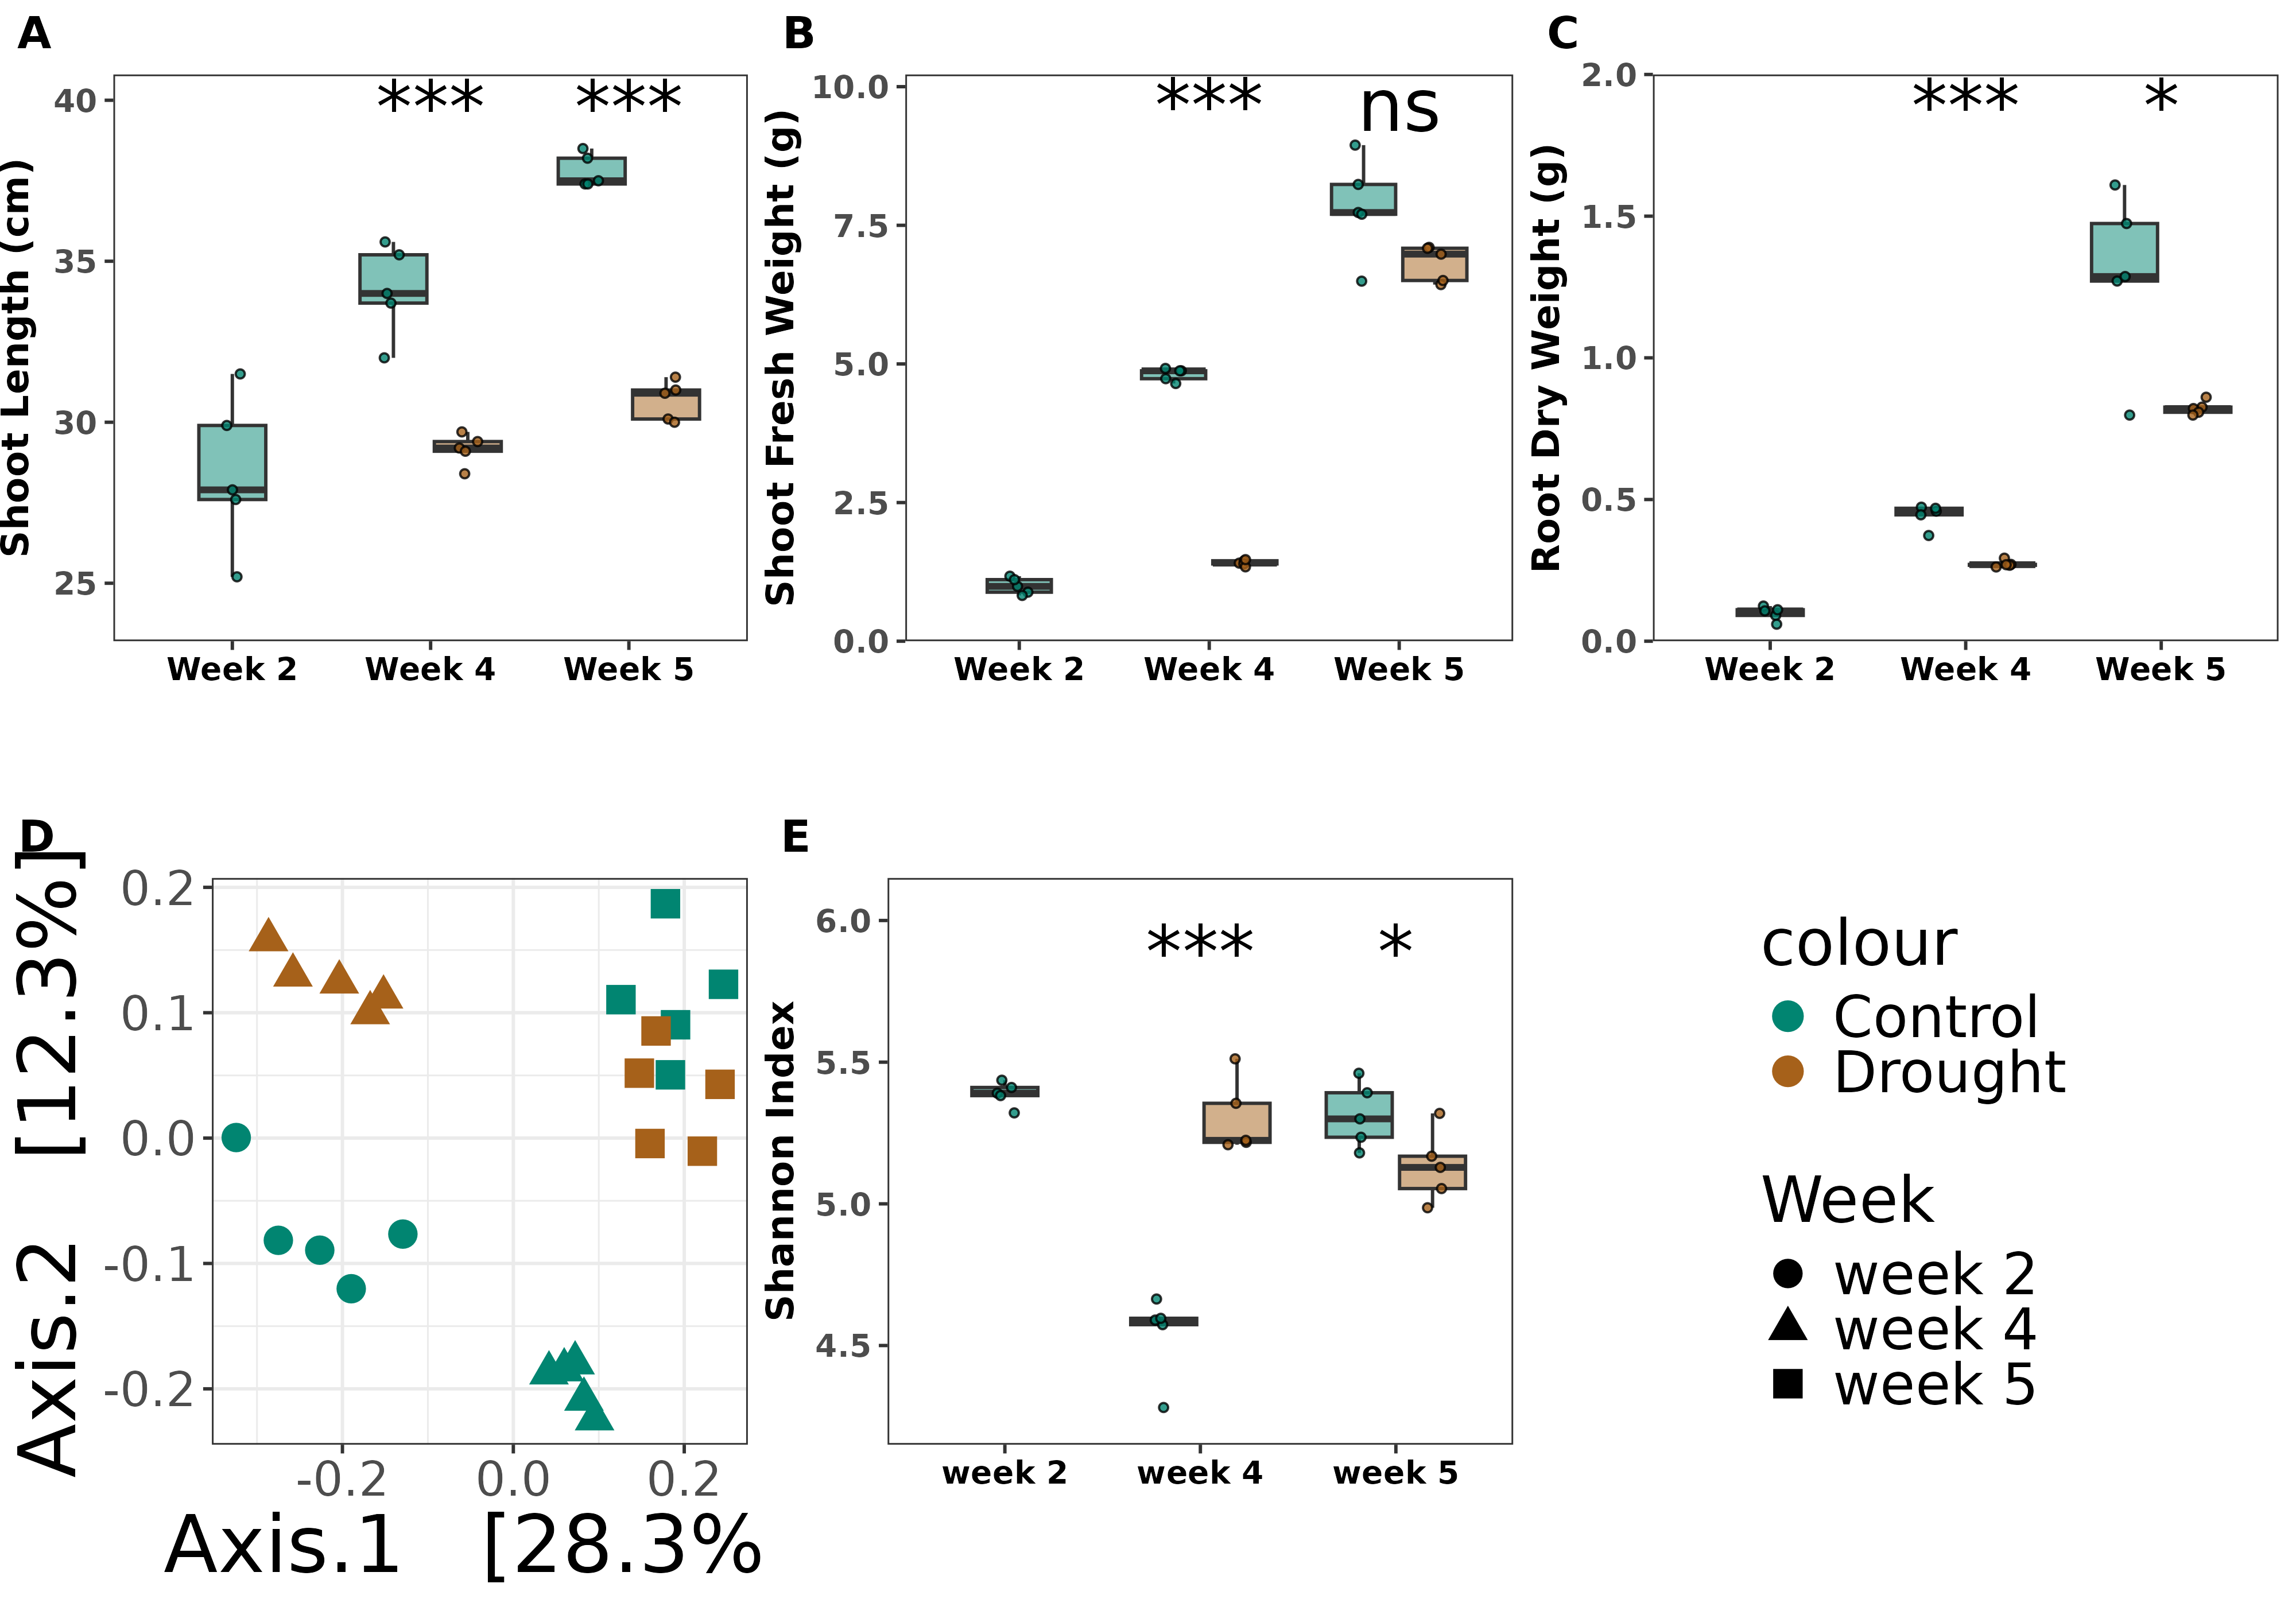 A
Shoot Length (cm)
40
35
30
25
***
***
Week 2
Week 4
Week 5
B
Shoot Fresh Weight (g)
10.0
7.5
5.0
2.5
0.0
***
ns
Week 2
Week 4
Week 5
C
Root Dry Weight (g)
2.0
1.5
1.0
0.5
0.0
***
*
Week 2
Week 4
Week 5
D
Axis.2 [12.3%]
0.2
0.1
0.0
-0.1
-0.2
-0.2
0.0
0.2
Axis.1 [28.3%
E
Shannon Index
6.0
5.5
5.0
4.5
***
*
week 2
week 4
week 5
colour
Control
Drought
Week
week 2
week 4
week 5